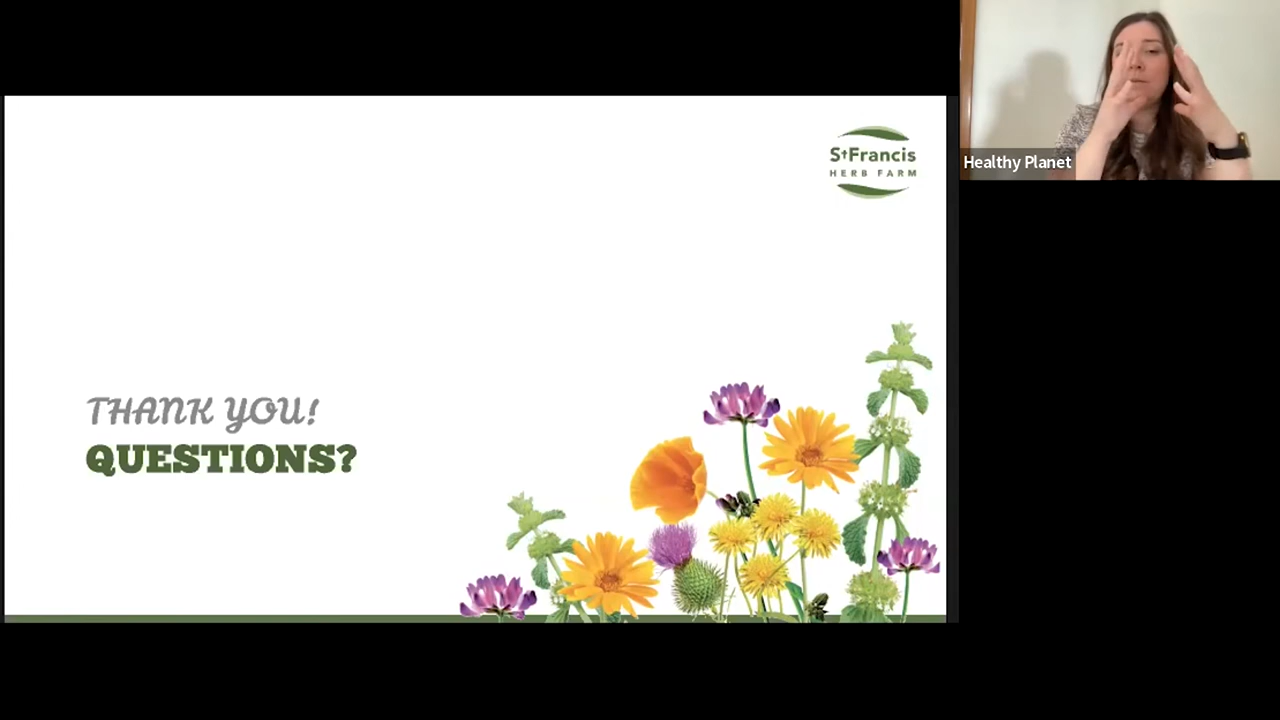 StFrancis
HERB FARM
Healthy Planet
THANK YOU!
QUESTIONS?